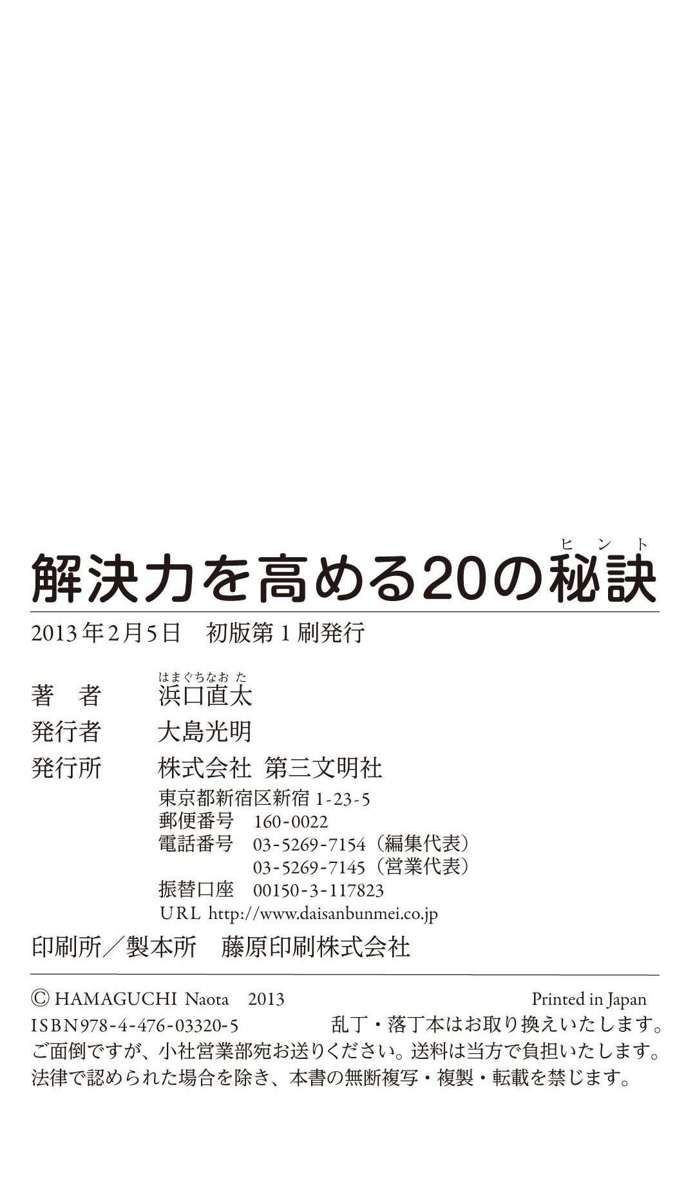 ヒント
解決力を高める20の秘訣
2013年2月5日　初版第1刷発行
はまぐちなおた
著　者　浜口直太
発行者　大島光明
発行所　株式会社 第三文明社
東京都新宿区新宿 1-23-5
郵便番号　160-0022
電話番号　03-5269-7154（編集代表）
03-5269-7145（営業代表）
振替口座　00150-3-117823
URL http://www.daisanbunmei.co.jp
印刷所／製本所　藤原印刷株式会社
© HAMAGUCHI Naota　2013　Printed in Japan
ISBN978-4-476-03320-5　乱丁・落丁本はお取り換えいたします。
ご面倒ですが、小社営業部宛お送りください。送料は当方で負担いたします。
法律で認められた場合を除き、本書の無断複写・複製・転載を禁じます。